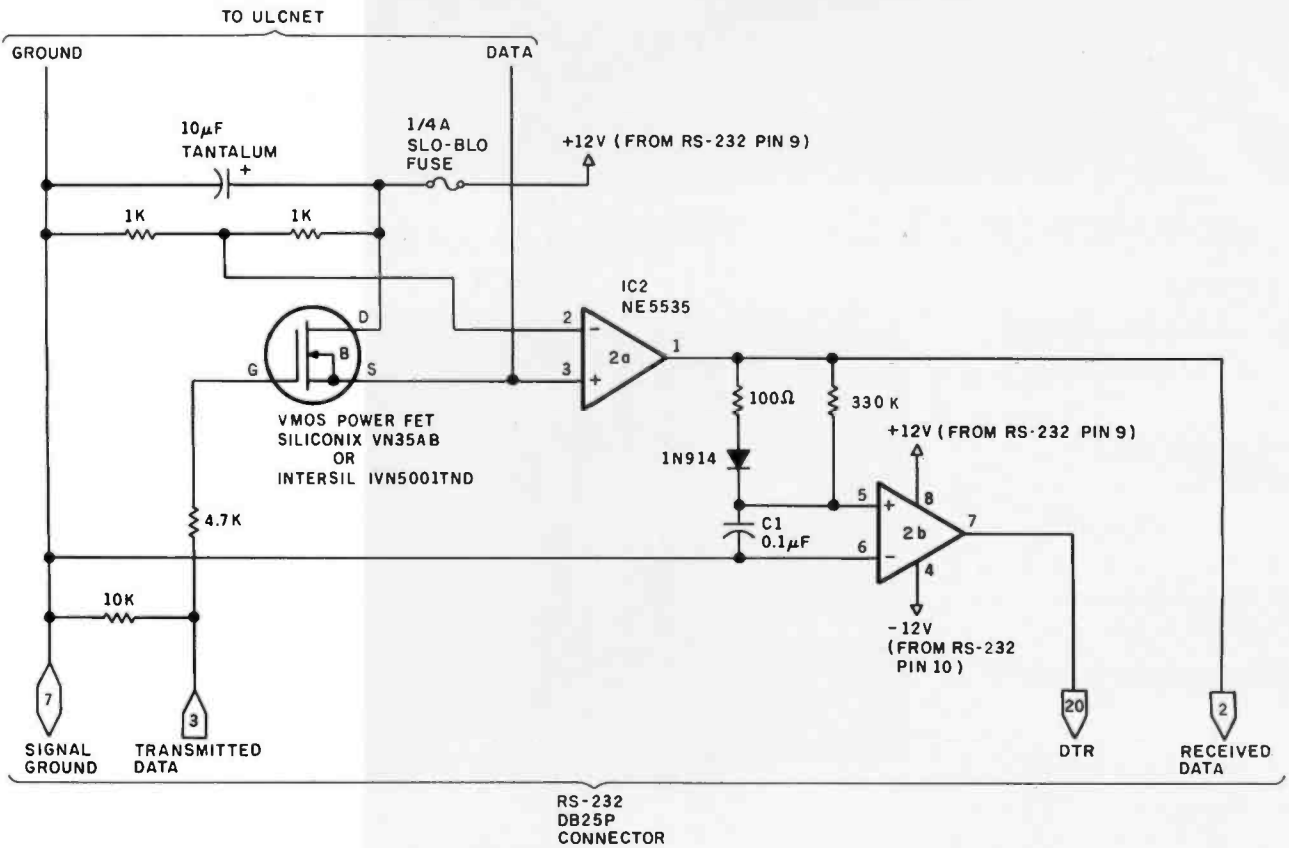 TO ULCNET
GROUND
DATA
10µF
TANTALUM
+
1/4A
SLO-BLO
FUSE
+12V (FROM RS-232 PIN 9)
1K
1K
IC2
NE5535
D
B
G
S
2
-
3
+
2a
1
VMOS POWER FET
SILICONIX VN35AB
OR
INTERSIL IVN5001TND
100Ω
330K
+12V (FROM RS-232 PIN 9)
1N914
4.7K
C1
0.1µF
5
+
6
-
2b
8
7
4
-12V
(FROM RS-232
PIN 10)
10K
7
3
20
2
SIGNAL
GROUND
TRANSMITTED
DATA
DTR
RECEIVED
DATA
RS-232
DB25P
CONNECTOR